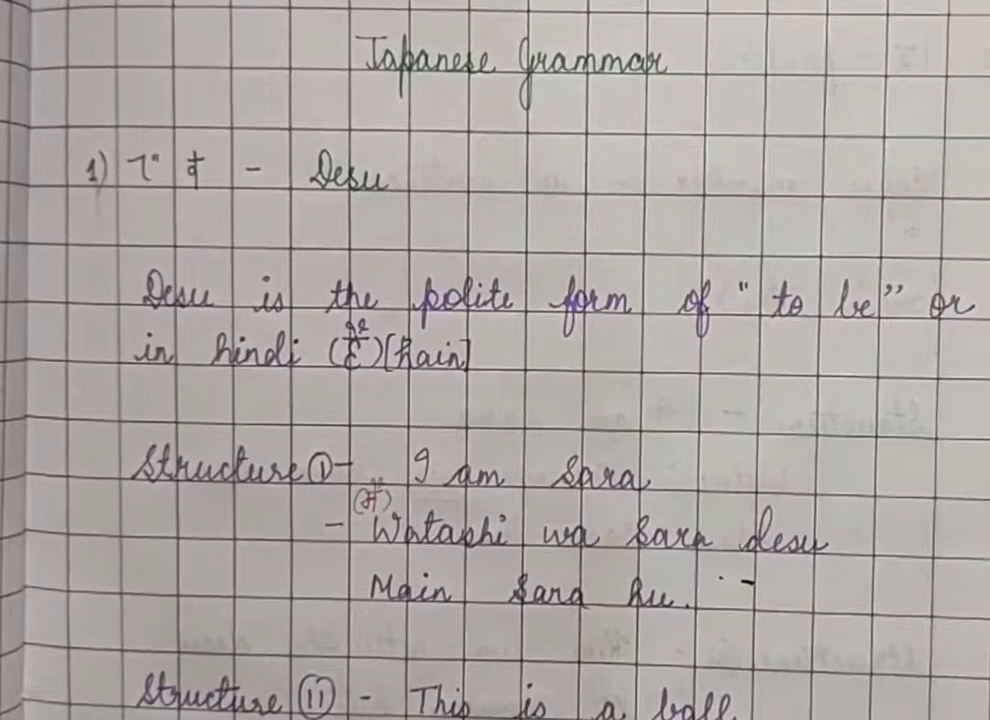 Japanese Grammar
1) です - Desu
Desu is the polite form of "to be" or
in hindi (है) [Hain]
Structure ① - I am Sara
(मैं)
- Watashi wa Sara desu
Main Sara hu.
Structure ⑪ - This is a ball